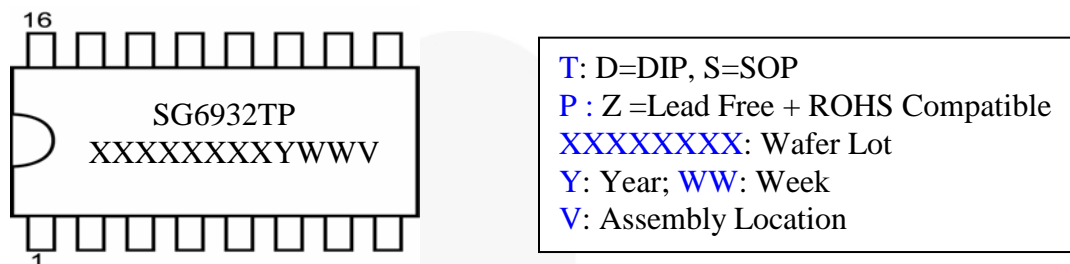 16
SG6932TP
XXXXXXXXYWWV
1
T: D=DIP, S=SOP
P : Z =Lead Free + ROHS Compatible
XXXXXXXX: Wafer Lot
Y: Year; WW: Week
V: Assembly Location